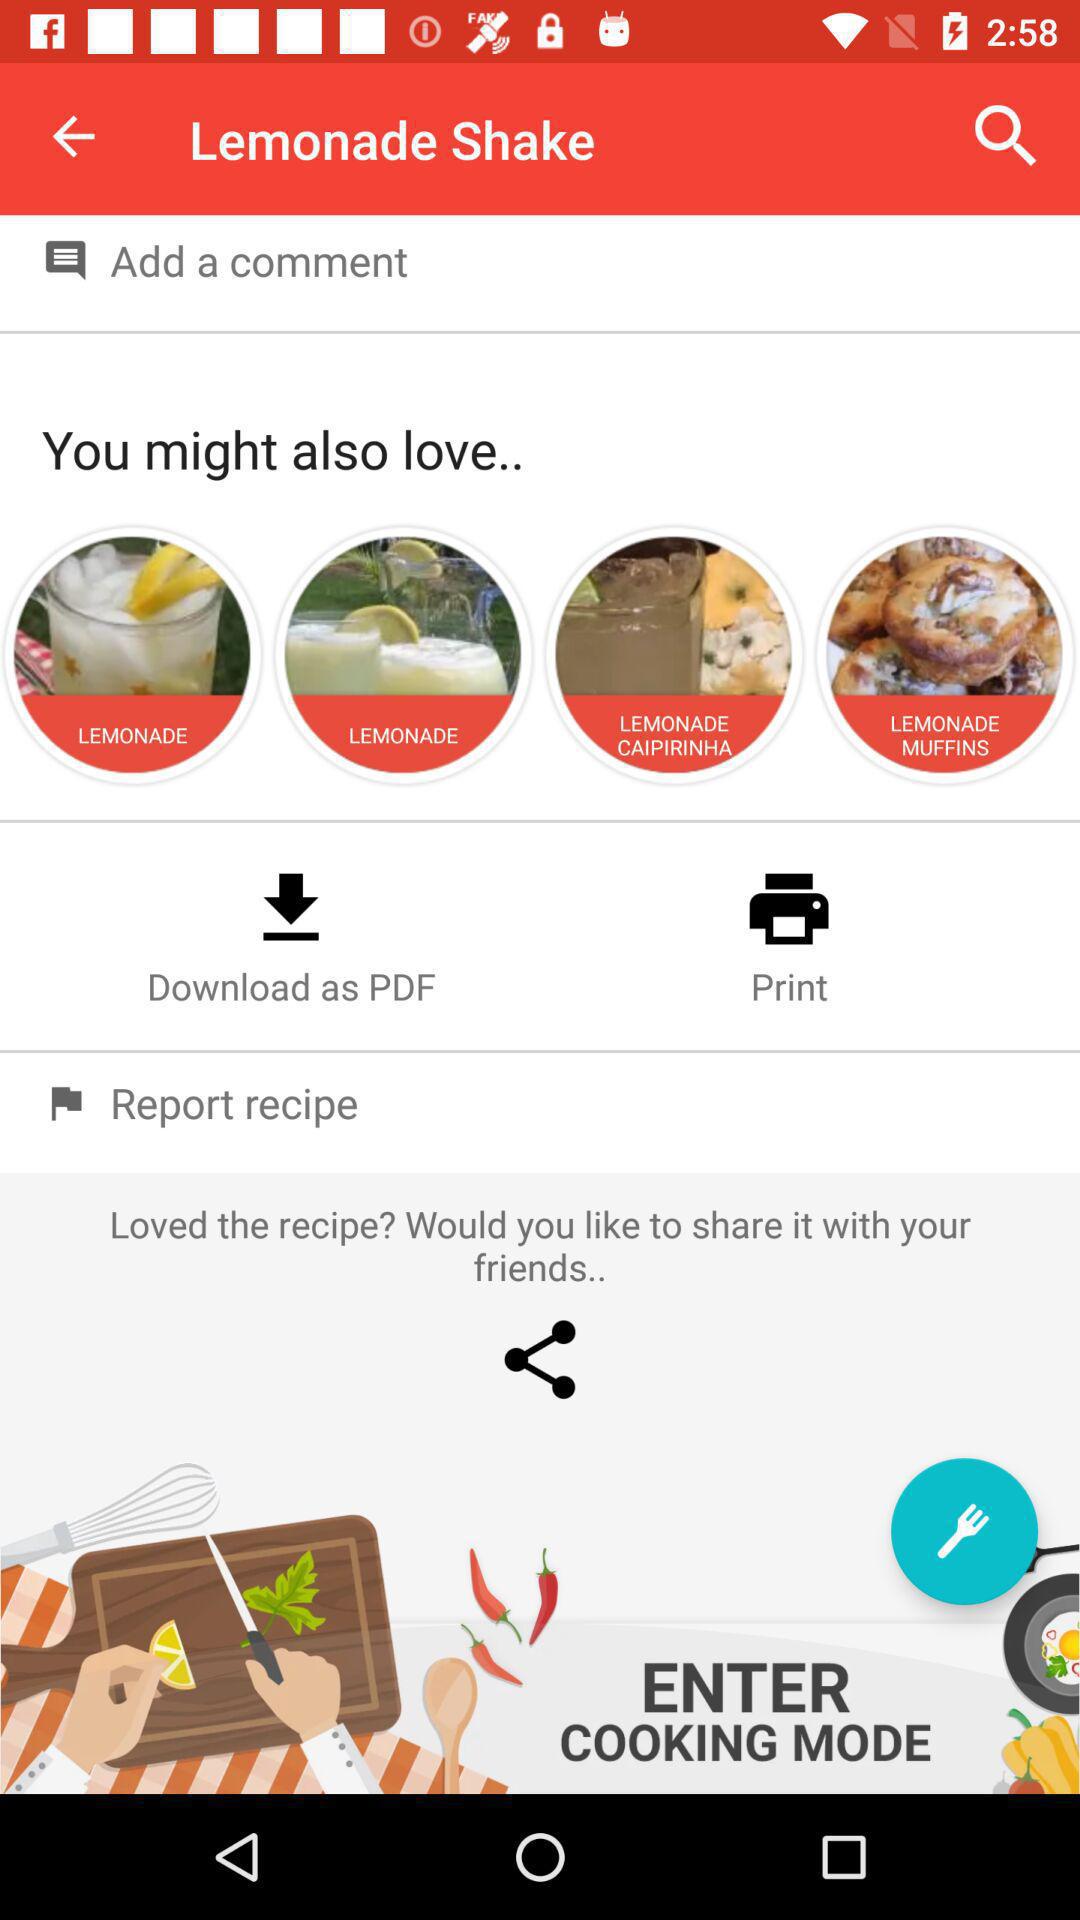 FAKE
2:58
Lemonade Shake
Add a comment
You might also love..
LEMONADE
LEMONADE
LEMONADE
CAIPIRINHA
LEMONADE
MUFFINS
Download as PDF
Print
Report recipe
Loved the recipe? Would you like to share it with your
friends..
ENTER
COOKING MODE